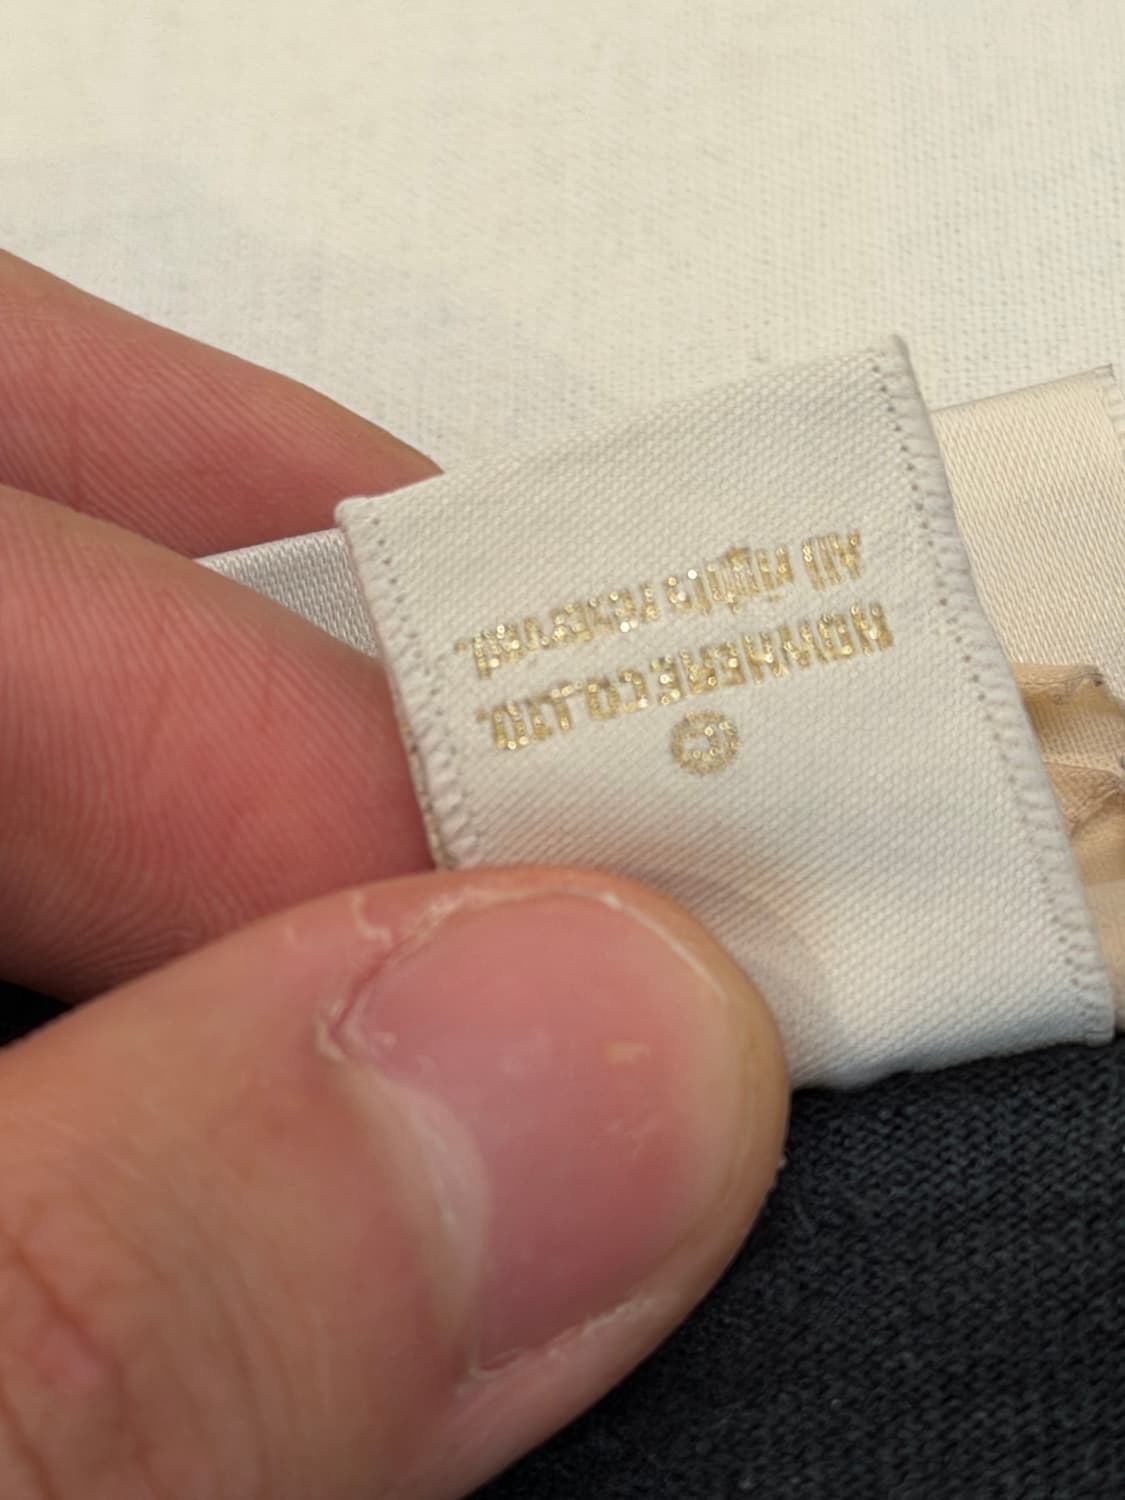 ©
NOWHERE CO.,LTD.
All rights reserved.